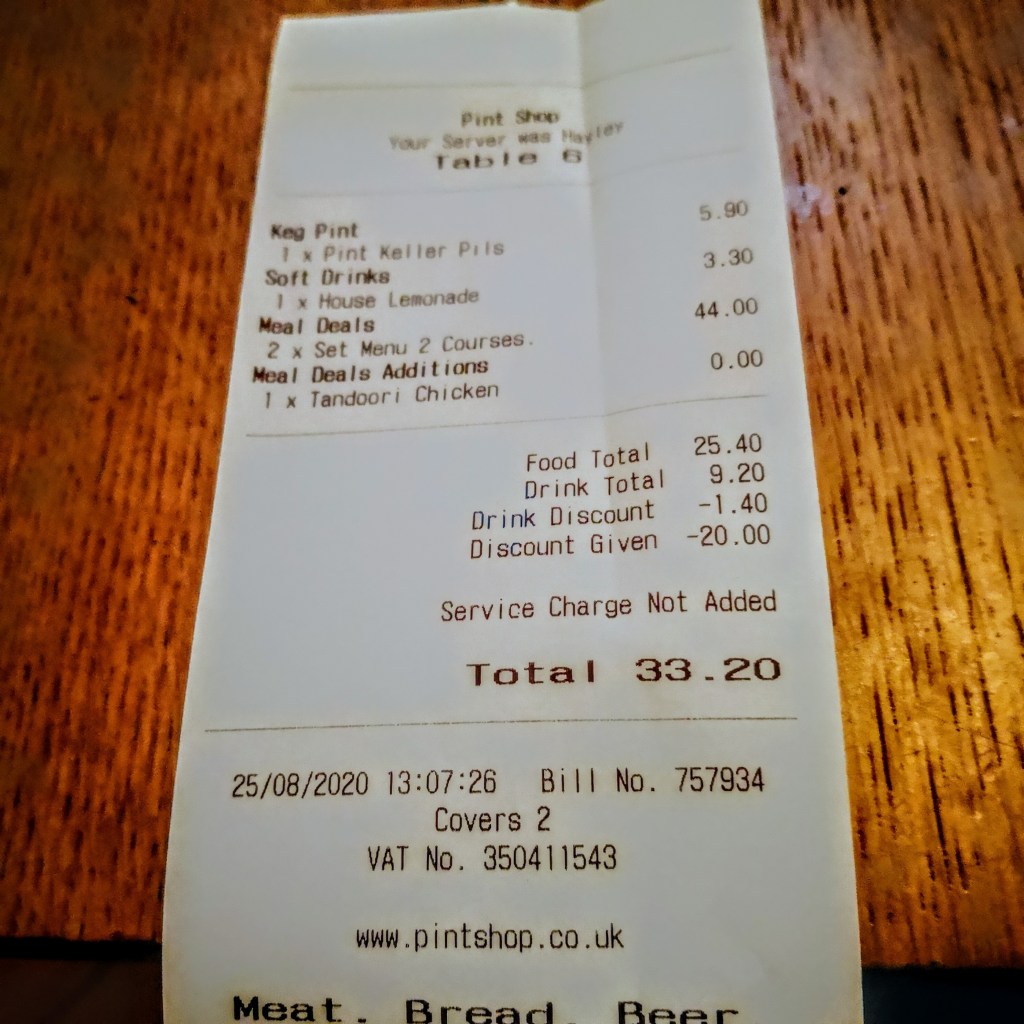 Pint Shop
Your Server was Hayley
Table 6
Keg Pint
1 x Pint Keller Pils 5.90
Soft Drinks
1 x House Lemonade 3.30
Meal Deals
2 x Set Menu 2 Courses. 44.00
Meal Deals Additions
1 x Tandoori Chicken 0.00
Food Total 25.40
Drink Total 9.20
Drink Discount -1.40
Discount Given -20.00
Service Charge Not Added
Total 33.20
25/08/2020 13:07:26 Bill No. 757934
Covers 2
VAT No. 350411543
www.pintshop.co.uk
Meat. Bread. Beer